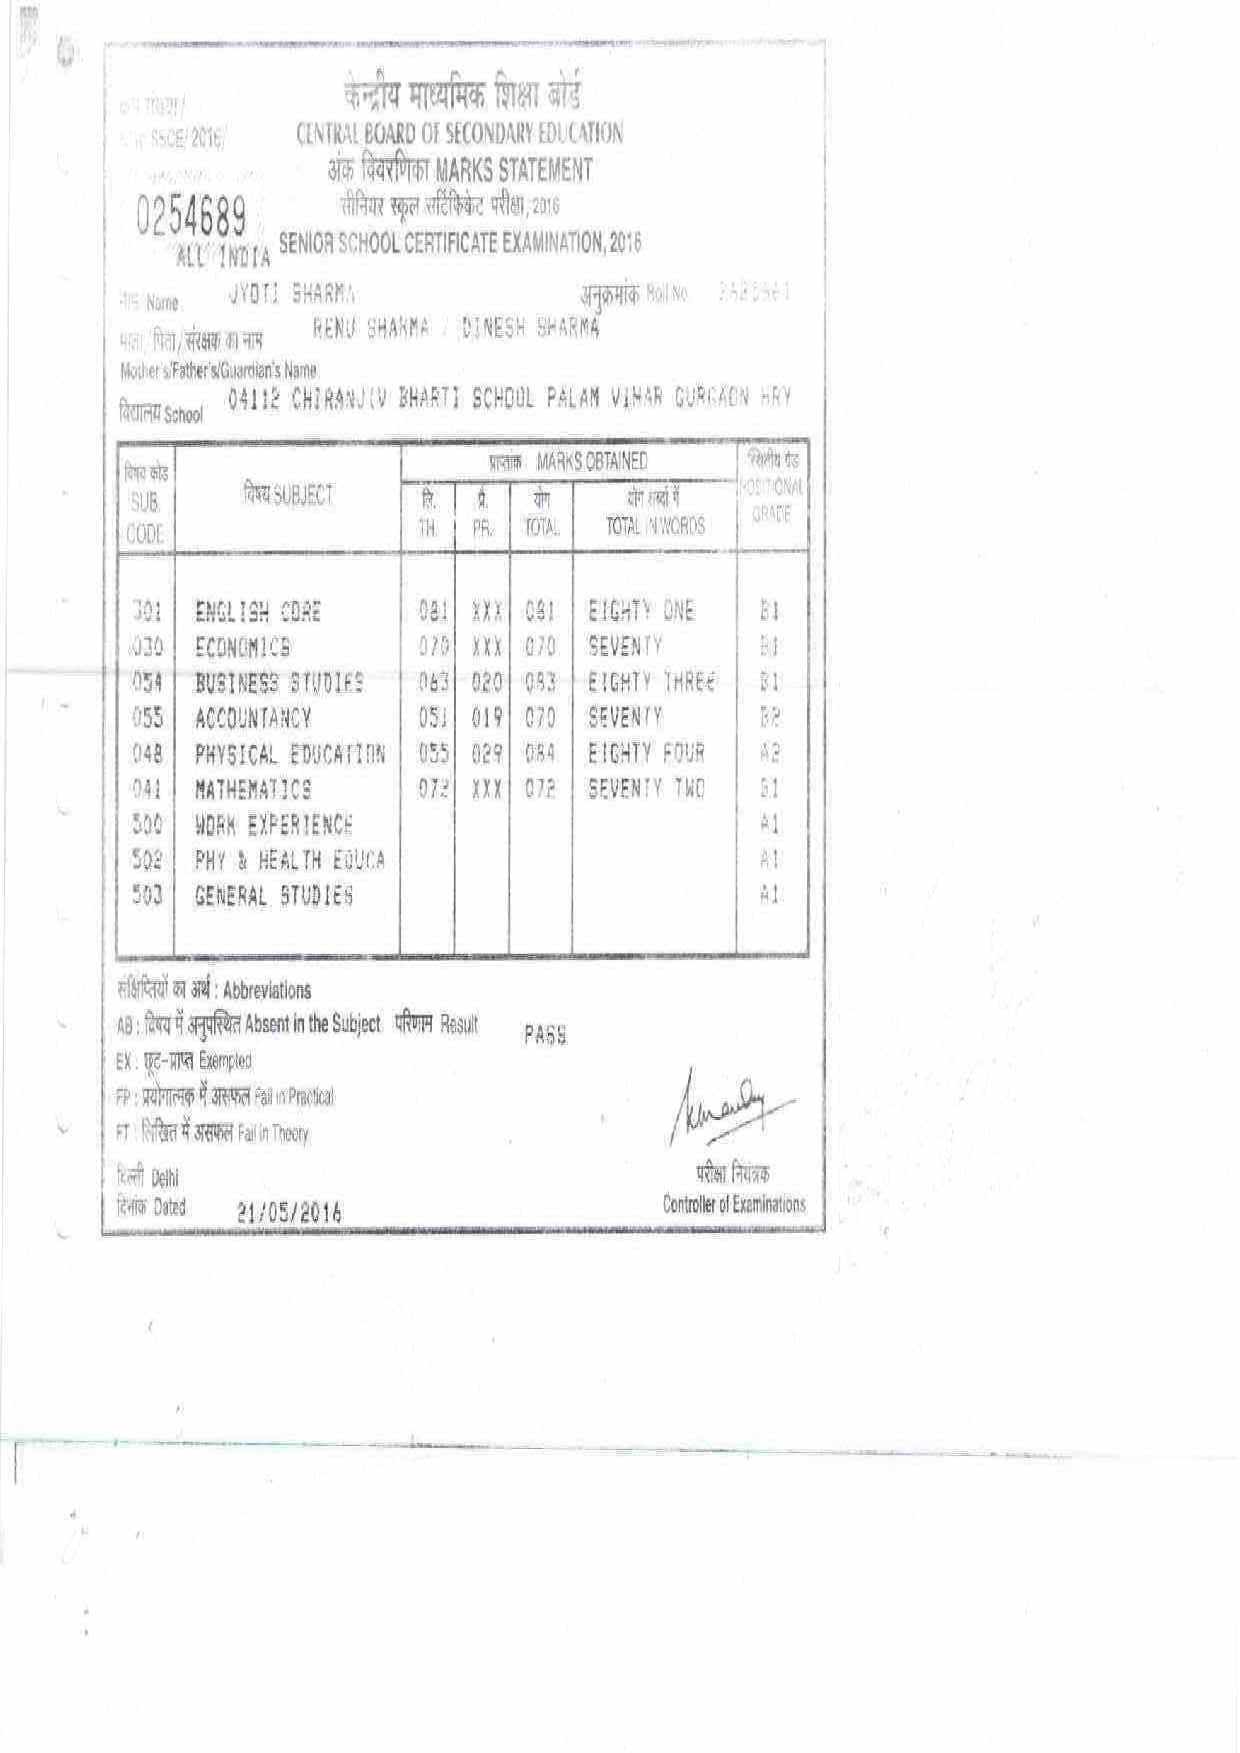 SSCE/2016/
केन्द्रीय माध्यमिक शिक्षा बोर्ड
CENTRAL BOARD OF SECONDARY EDUCATION
अंक विवरणिका MARKS STATEMENT
0254689
सीनियर स्कूल सर्टिफिकेट परीक्षा, 2016
ALL INDIA
SENIOR SCHOOL CERTIFICATE EXAMINATION, 2016
नाम Name JYOTI SHARMA अनुक्रमांक Roll No
माता/पिता/संरक्षक का नाम RENU SHARMA / DINESH SHARMA
Mother's/Father's/Guardian's Name
विद्यालय School 04112 CHIRANJIV BHARTI SCHOOL PALAM VIHAR GURGAON HRY
विषय कोड SUB. CODE विषय SUBJECT प्राप्तांक MARKS OBTAINED स्थितीय ग्रेड POSITIONAL GRADE
लि. TH. प्रै. PR. योग TOTAL योग शब्दों में TOTAL IN WORDS
301 ENGLISH CORE 081 XXX 081 EIGHTY ONE B1
030 ECONOMICS 070 XXX 070 SEVENTY B1
054 BUSINESS STUDIES 063 020 083 EIGHTY THREE B1
055 ACCOUNTANCY 051 019 070 SEVENTY B2
048 PHYSICAL EDUCATION 055 029 084 EIGHTY FOUR A2
041 MATHEMATICS 072 XXX 072 SEVENTY TWO B1
500 WORK EXPERIENCE A1
502 PHY & HEALTH EDUCA A1
503 GENERAL STUDIES A1
संक्षिप्तियों का अर्थ : Abbreviations
AB : विषय में अनुपस्थित Absent in the Subject परिणाम Result PASS
EX : छूट-प्राप्त Exempted
FP : प्रयोगात्मक में असफल Fail in Practical
FT : लिखित में असफल Fail in Theory
दिल्ली Delhi
परीक्षा नियंत्रक
दिनांक Dated 21/05/2016
Controller of Examinations